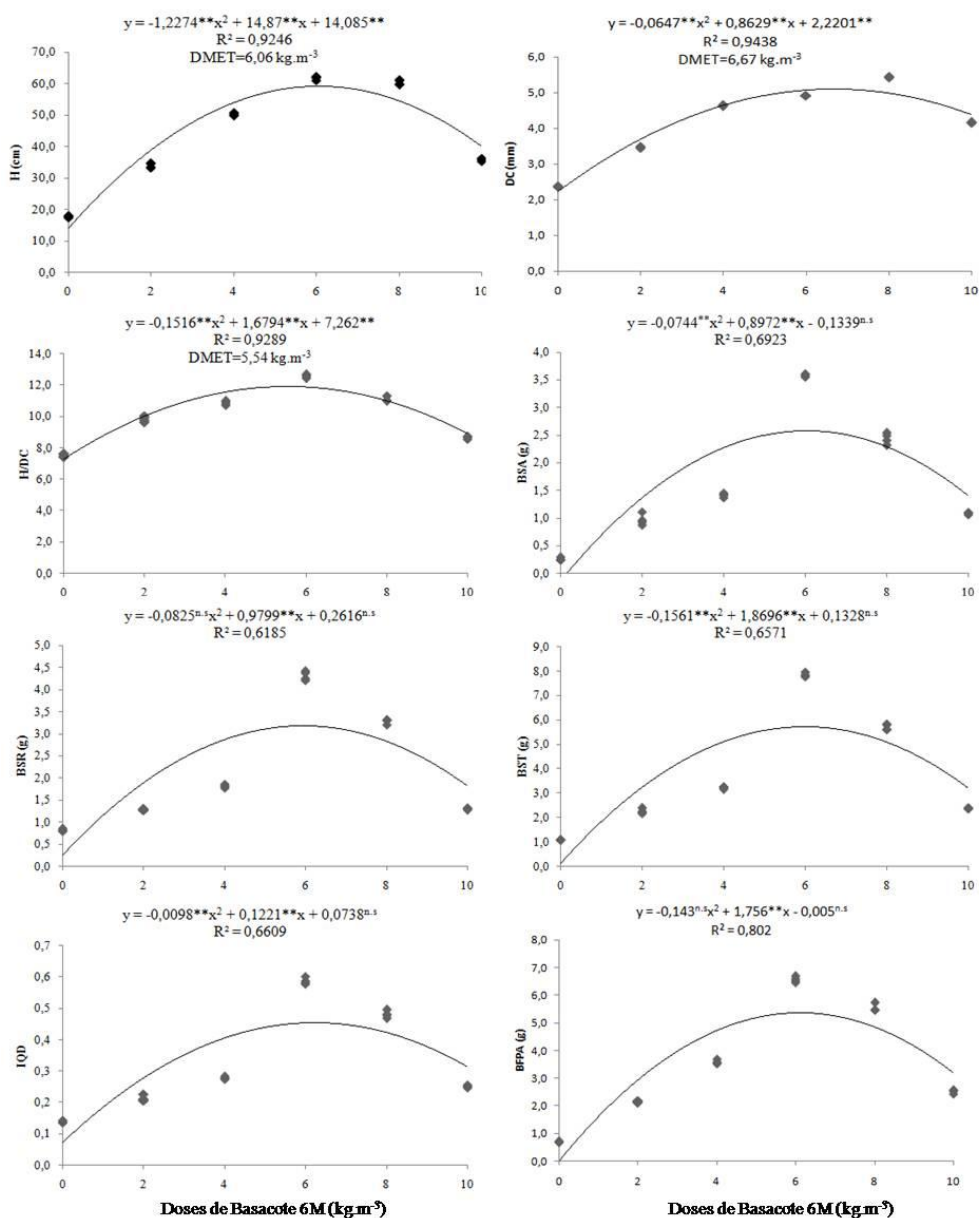 y = -1,2274**x² + 14,87**x + 14,085**
R² = 0,9246
DMET=6,06 kg.m⁻³
70,0
60,0
50,0
40,0
30,0
20,0
10,0
0,0
H (cm)
0 2 4 6 8 10
y = -0,0647**x² + 0,8629**x + 2,2201**
R² = 0,9438
DMET=6,67 kg.m⁻³
6,0
5,0
4,0
3,0
2,0
1,0
0,0
DC (mm)
0 2 4 6 8 10
y = -0,1516**x² + 1,6794**x + 7,262**
R² = 0,9289
DMET=5,54 kg.m⁻³
14,0
12,0
10,0
8,0
6,0
4,0
2,0
0,0
H/DC
0 2 4 6 8 10
y = -0,0744**x² + 0,8972**x - 0,1339ⁿ·ˢ
R² = 0,6923
4,0
3,5
3,0
2,5
2,0
1,5
1,0
0,5
0,0
BSA (g)
0 2 4 6 8 10
y = -0,0825ⁿ·ˢx² + 0,9799**x + 0,2616ⁿ·ˢ
R² = 0,6185
5,0
4,5
4,0
3,5
3,0
2,5
2,0
1,5
1,0
0,5
0,0
BSR (g)
0 2 4 6 8 10
y = -0,1561**x² + 1,8696**x + 0,1328ⁿ·ˢ
R² = 0,6571
9,0
8,0
7,0
6,0
5,0
4,0
3,0
2,0
1,0
0,0
BST (g)
0 2 4 6 8 10
y = -0,0098**x² + 0,1221**x + 0,0738ⁿ·ˢ
R² = 0,6609
0,7
0,6
0,5
0,4
0,3
0,2
0,1
0,0
IQD
0 2 4 6 8 10
Doses de Basacote 6M (kg m⁻³)
y = -0,143ⁿ·ˢx² + 1,756**x - 0,005ⁿ·ˢ
R² = 0,802
8,0
7,0
6,0
5,0
4,0
3,0
2,0
1,0
0,0
BFPA (g)
0 2 4 6 8 10
Doses de Basacote 6M (kg m⁻³)